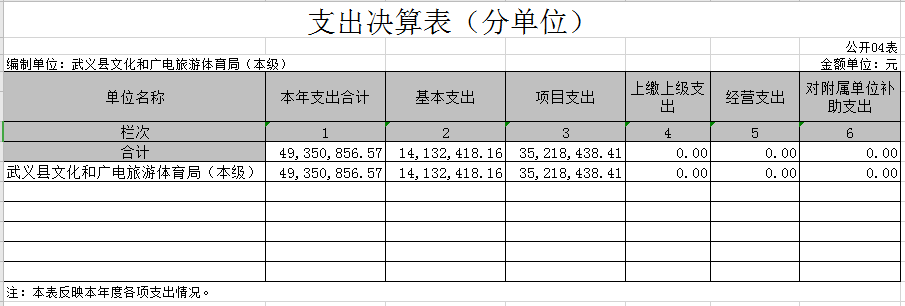 支出决算表（分单位）
公开04表
编制单位：武义县文化和广电旅游体育局（本级） 金额单位：元
单位名称 本年支出合计 基本支出 项目支出 上缴上级支出 经营支出 对附属单位补助支出
栏次 1 2 3 4 5 6
合计 49,350,856.57 14,132,418.16 35,218,438.41 0.00 0.00 0.00
武义县文化和广电旅游体育局（本级） 49,350,856.57 14,132,418.16 35,218,438.41 0.00 0.00 0.00
注：本表反映本年度各项支出情况。